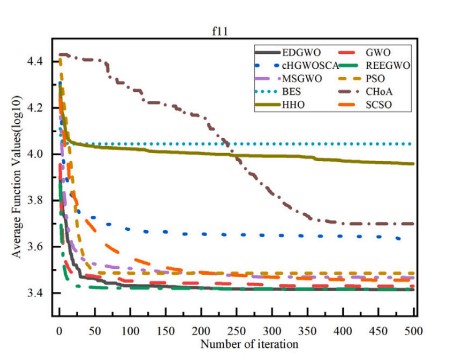 f11
EDGWO GWO
cHGWOSCA REEGWO
MSGWO PSO
BES CHoA
HHO SCSO
Average Function Values(log10)
4.4
4.2
4.0
3.8
3.6
3.4
0 50 100 150 200 250 300 350 400 450 500
Number of iteration